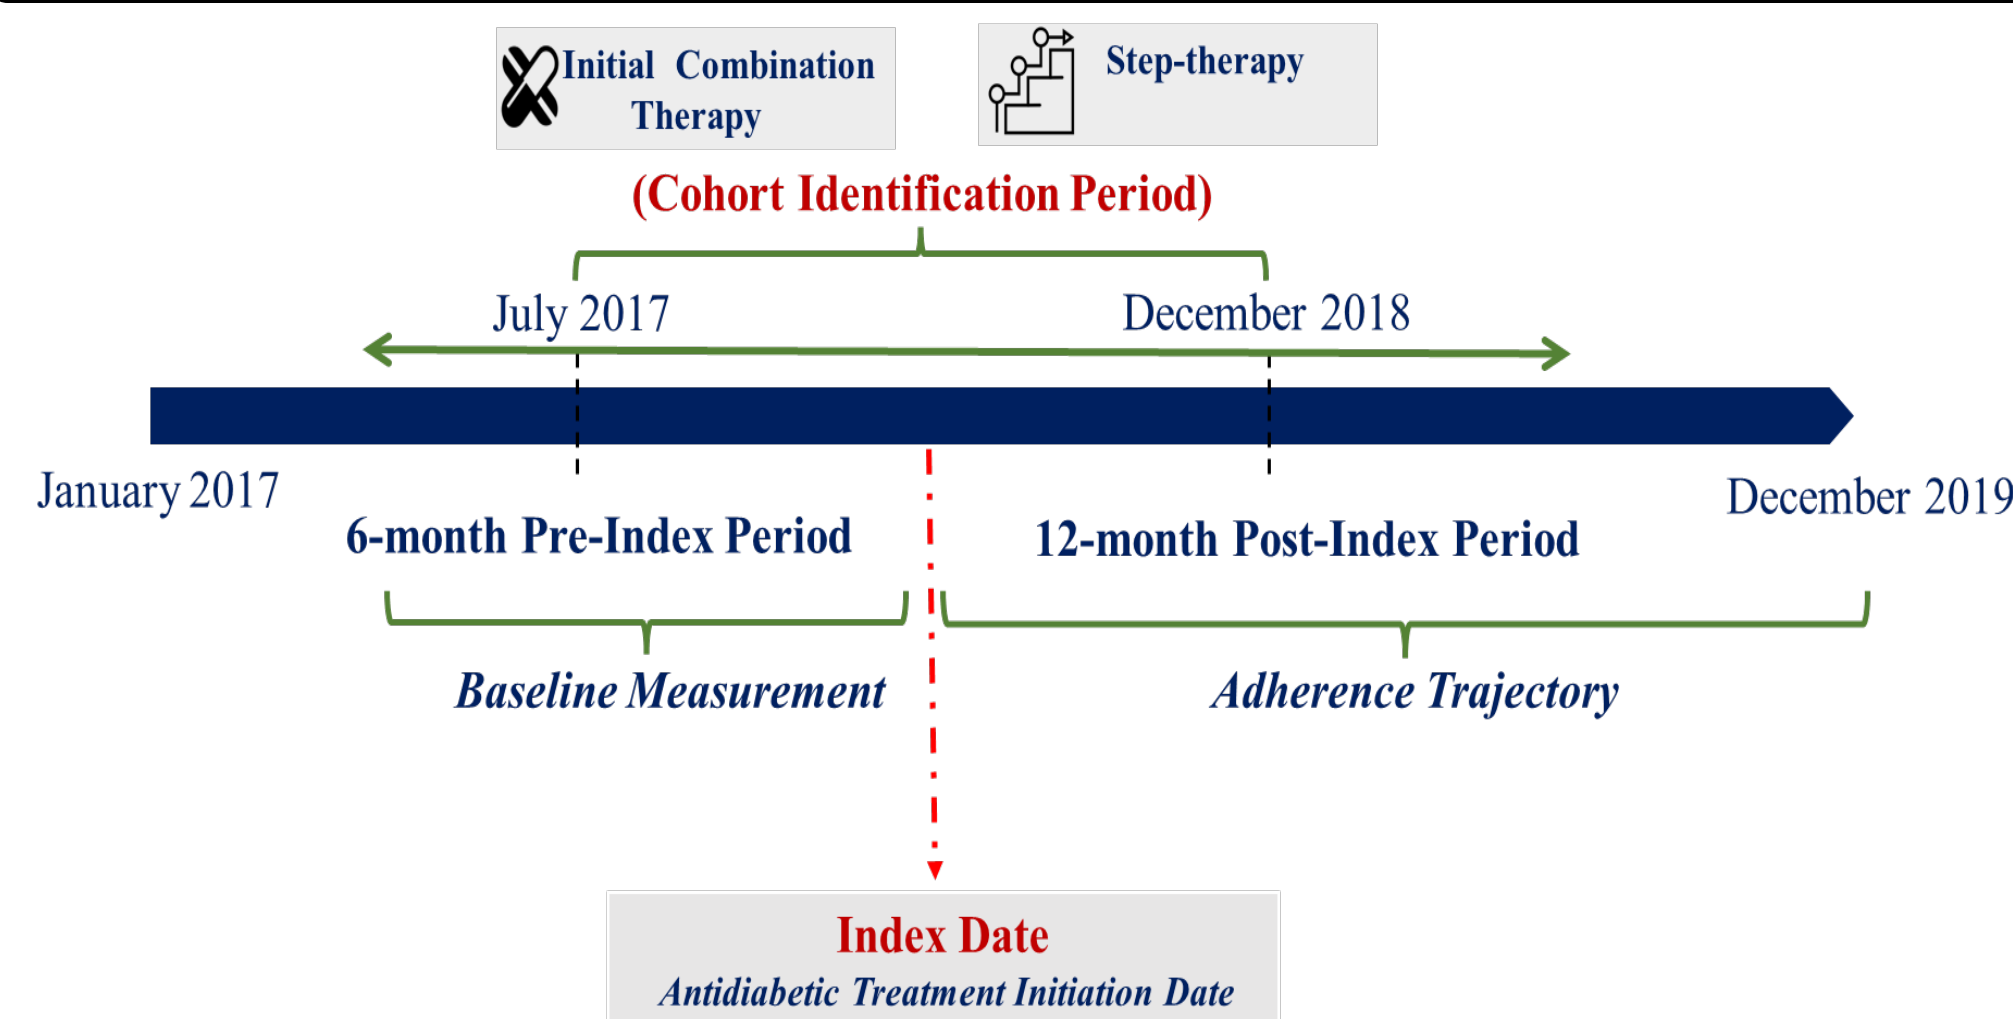 Initial Combination
Therapy
Step-therapy
(Cohort Identification Period)
July 2017
December 2018
January 2017
December 2019
6-month Pre-Index Period
12-month Post-Index Period
Baseline Measurement
Adherence Trajectory
Index Date
Antidiabetic Treatment Initiation Date